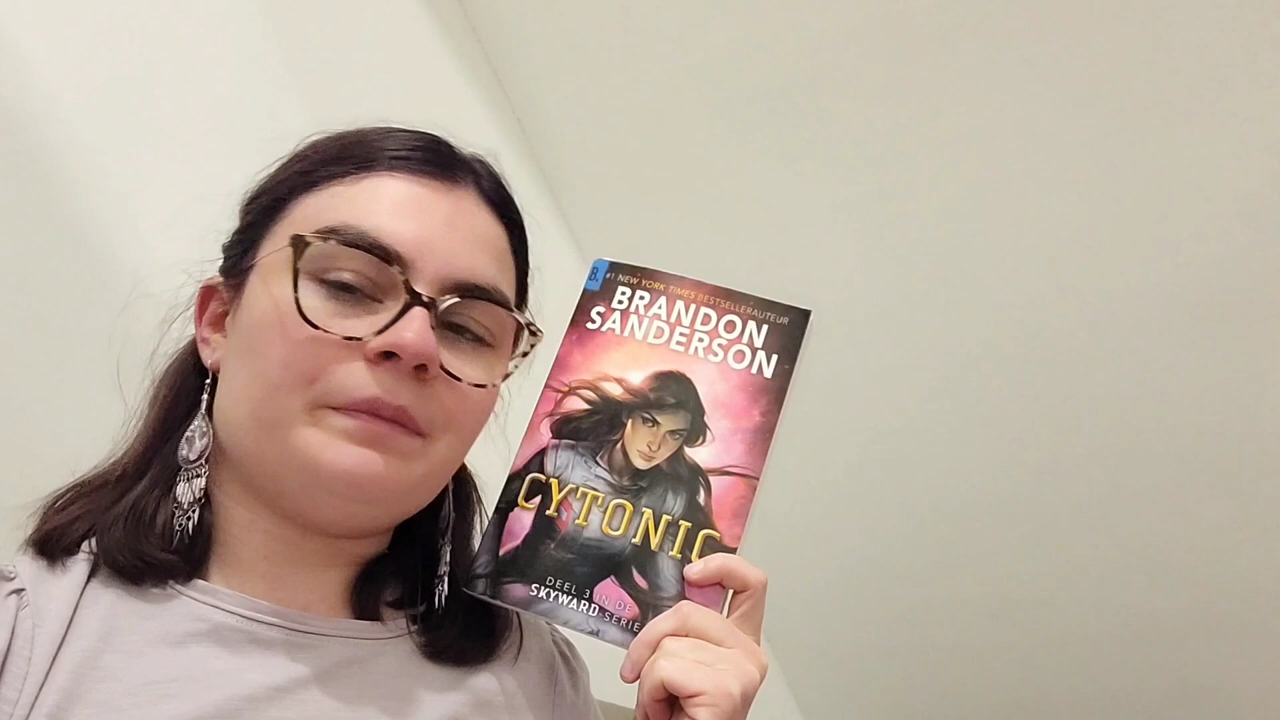 B.
#1 NEW YORK TIMES BESTSELLERAUTEUR
BRANDON
SANDERSON
CYTONIC
DEEL 3 IN DE
SKYWARD-SERIE